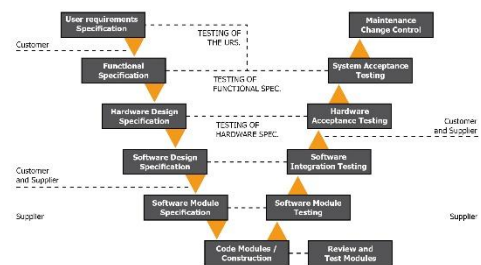 User requirements
Specification
Maintenance
Change Control
TESTING OF
THE URS.
Customer
Functional
Specification
System Acceptance
Testing
TESTING OF
FUNCTIONAL SPEC.
Hardware Design
Specification
Hardware
Acceptance Testing
TESTING OF
HARDWARE SPEC.
Customer
and Supplier
Software Design
Specification
Software
Integration Testing
Customer
and Supplier
Software Module
Specification
Software Module
Testing
Supplier
Supplier
Code Modules /
Construction
Review and
Test Modules